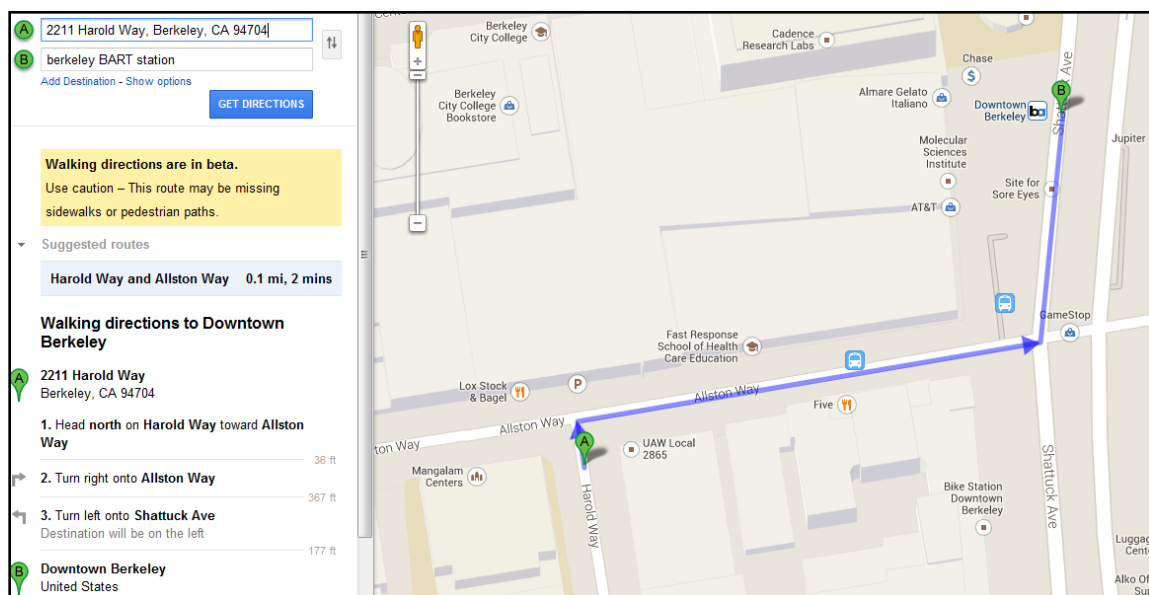 A
2211 Harold Way, Berkeley, CA 94704
B
berkeley BART station
Add Destination - Show options
GET DIRECTIONS
Walking directions are in beta.
Use caution – This route may be missing
sidewalks or pedestrian paths.
Suggested routes
Harold Way and Allston Way 0.1 mi, 2 mins
Walking directions to Downtown
Berkeley
A
2211 Harold Way
Berkeley, CA 94704
1. Head north on Harold Way toward Allston
Way
36 ft
2. Turn right onto Allston Way
367 ft
3. Turn left onto Shattuck Ave
Destination will be on the left
177 ft
B
Downtown Berkeley
United States
Berkeley
City College
Cadence
Research Labs
Chase
$
Shattuck Ave
B
Berkeley
City College
Bookstore
Almare Gelato
Italiano
Downtown
Berkeley
ba
Jupiter
Molecular
Sciences
Institute
Site for
Sore Eyes
AT&T
GameStop
Fast Response
School of Health
Care Education
Lox Stock
& Bagel
P
Allston Way
Five
Allston Way
ton Way
A
UAW Local
2865
Mangalam
Centers
Harold Way
Shattuck Ave
Bike Station
Downtown
Berkeley
Luggag
Cent
Alko Of
Sup